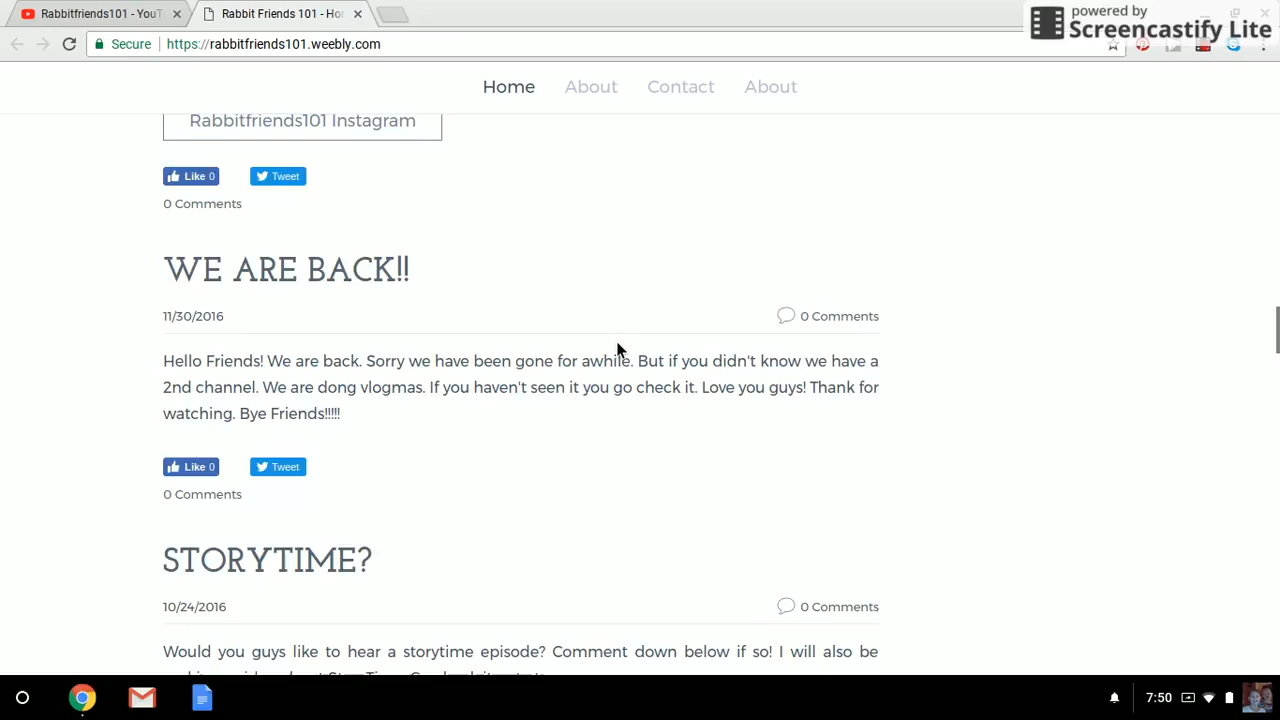 Rabbitfriends101 - YouT
Rabbit Friends 101 - Ho
powered by
Screencastify Lite
Secure
https://rabbitfriends101.weebly.com
Home
About
Contact
About
Rabbitfriends101 Instagram
Like 0
Tweet
0 Comments
WE ARE BACK!!
11/30/2016
0 Comments
Hello Friends! We are back. Sorry we have been gone for awhile. But if you didn't know we have a
2nd channel. We are dong vlogmas. If you haven't seen it you go check it. Love you guys! Thank for
watching. Bye Friends!!!!!
Like 0
Tweet
0 Comments
STORYTIME?
10/24/2016
0 Comments
Would you guys like to hear a storytime episode? Comment down below if so! I will also be
7:50